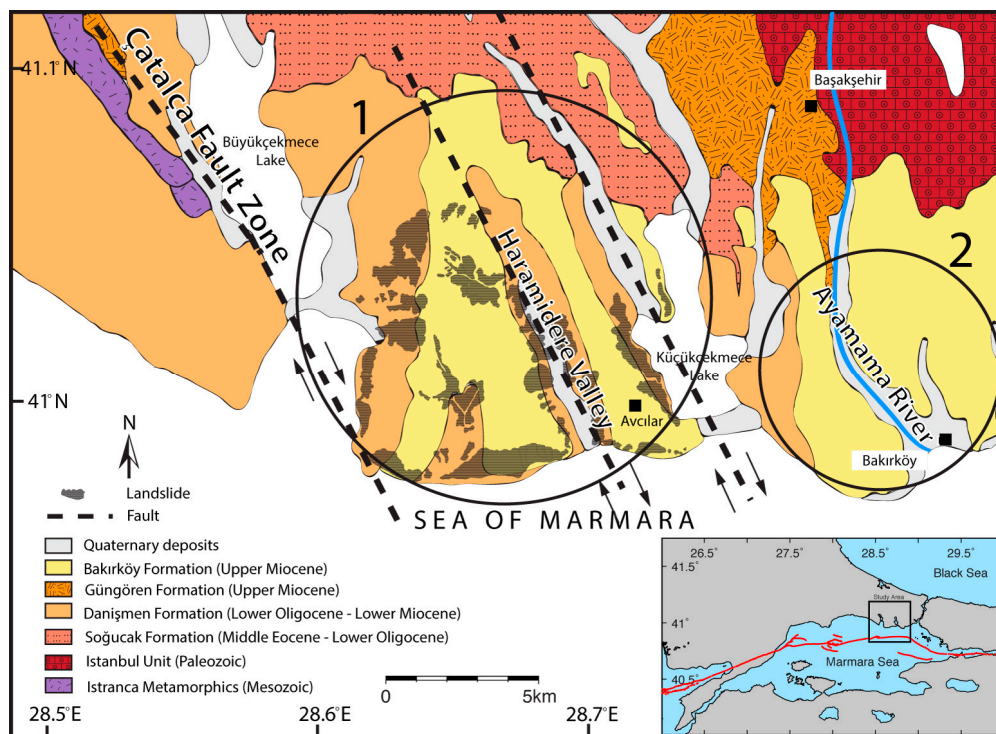 41.1°N
Çatalça Fault Zone
Büyükçekmece
Lake
1
Başakşehir
2
Haramidere Valley
Ayamama River
Küçükçekmece
Lake
Avcılar
41°N
Bakırköy
N
Landslide
Fault
SEA OF MARMARA
Quaternary deposits
Bakırköy Formation (Upper Miocene)
Güngören Formation (Upper Miocene)
Danişmen Formation (Lower Oligocene - Lower Miocene)
Soğucak Formation (Middle Eocene - Lower Oligocene)
Istanbul Unit (Paleozoic)
Istranca Metamorphics (Mesozoic)
0
5km
28.5°E
28.6°E
28.7°E
26.5°
27.5°
28.5°
29.5°
41.5°
Black Sea
Study Area
41°
Marmara Sea
40.5°